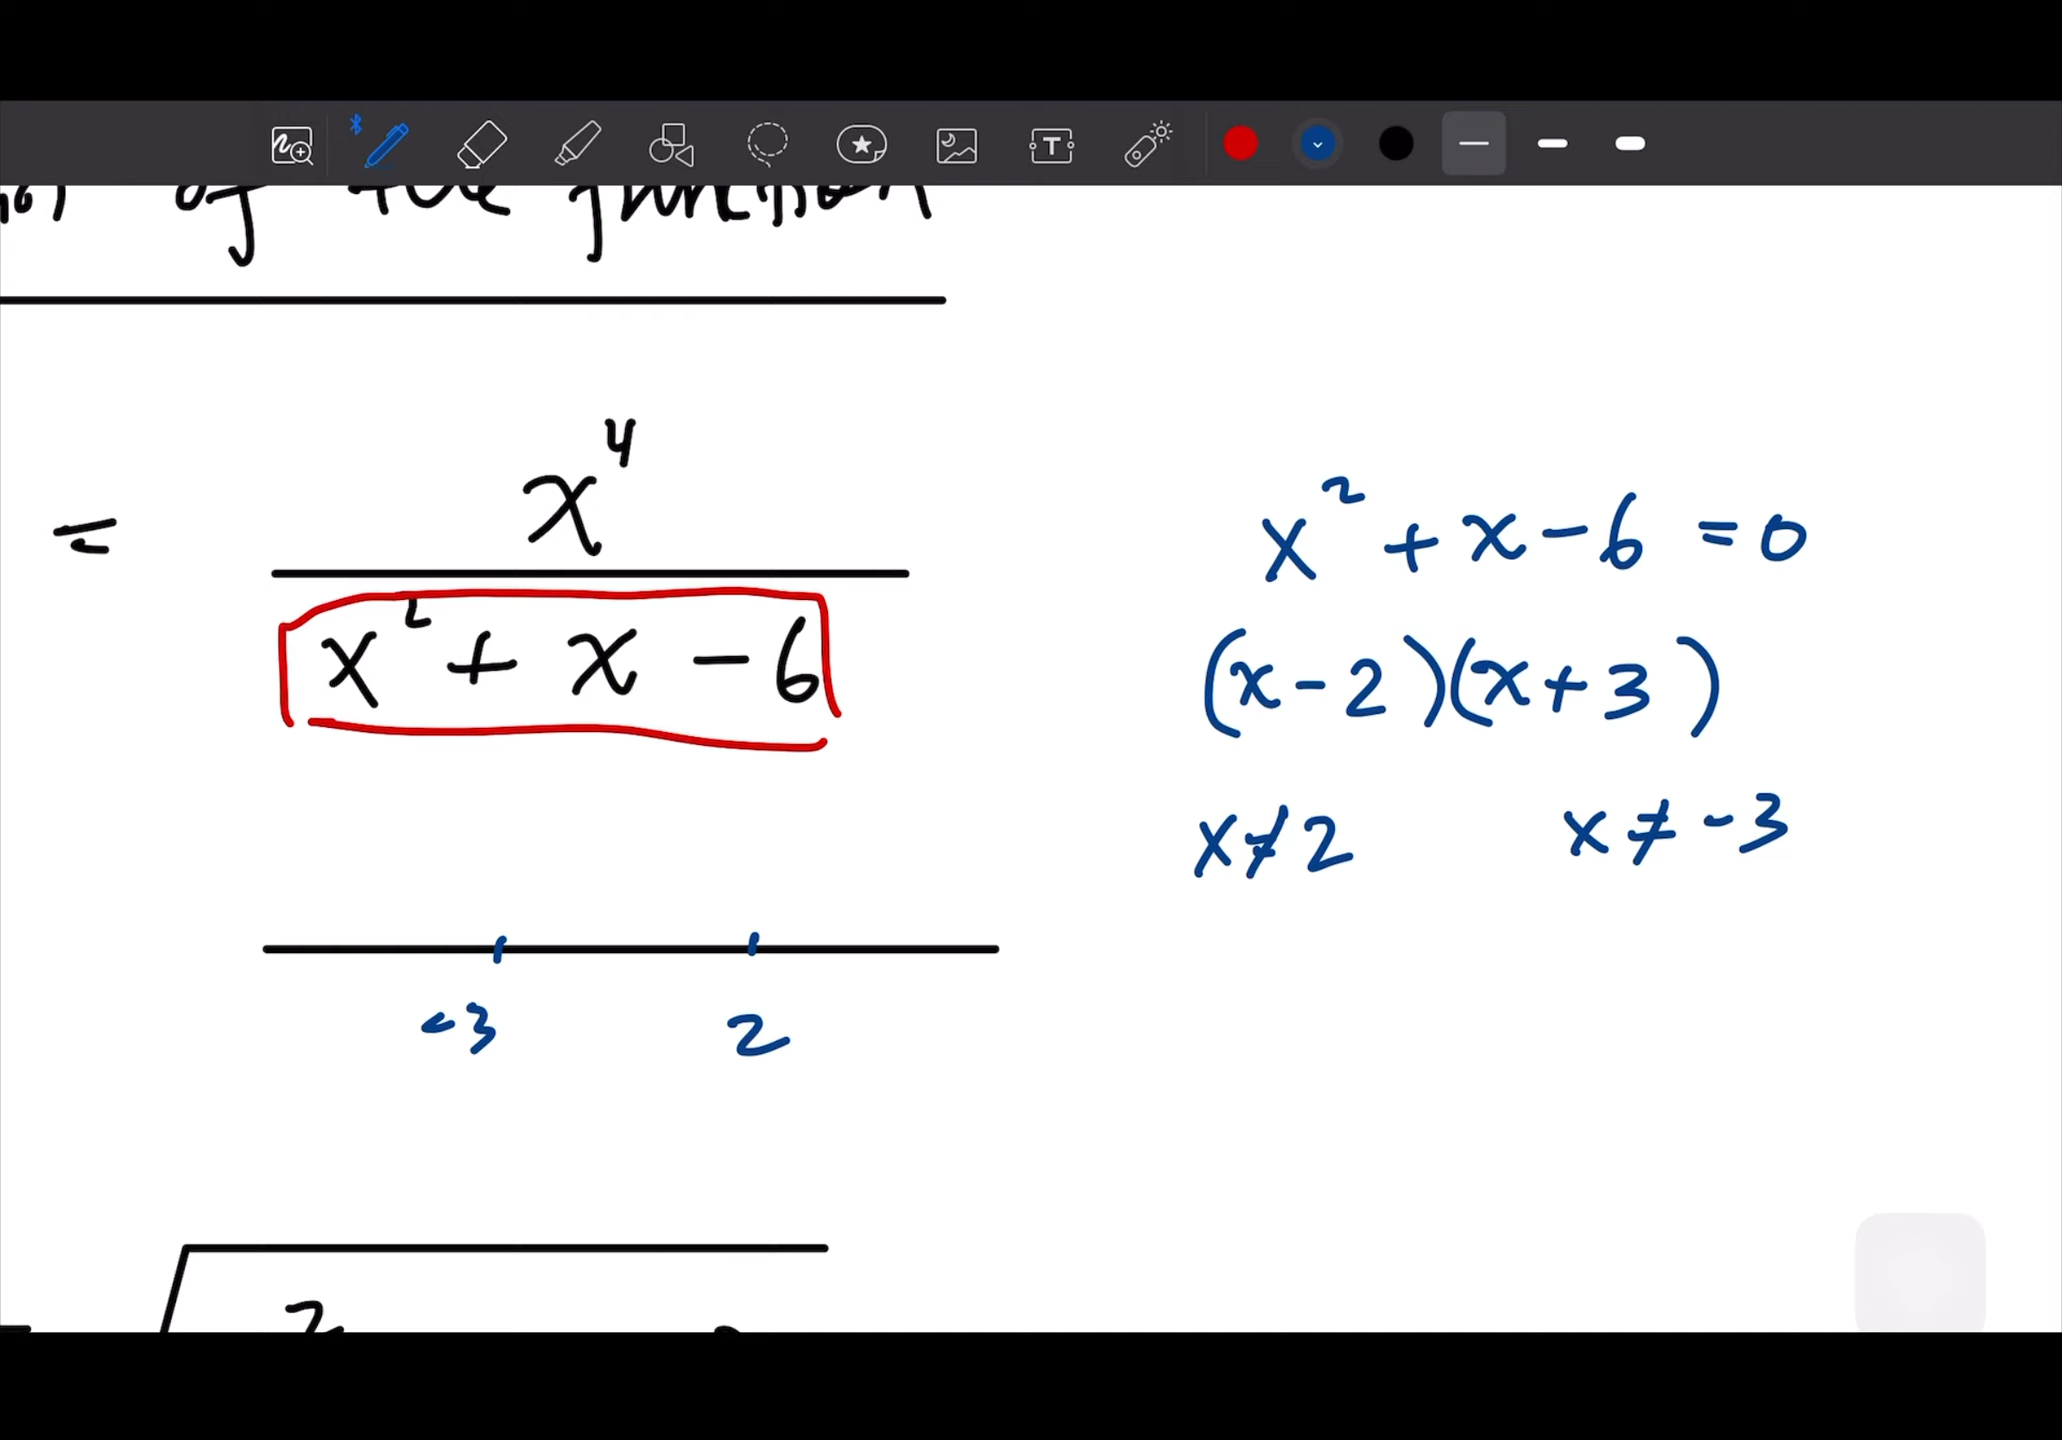 of the function
= x⁴ / (x² + x - 6)
x² + x - 6 = 0
(x - 2)(x + 3)
x ≠ 2 x ≠ -3
-3 2